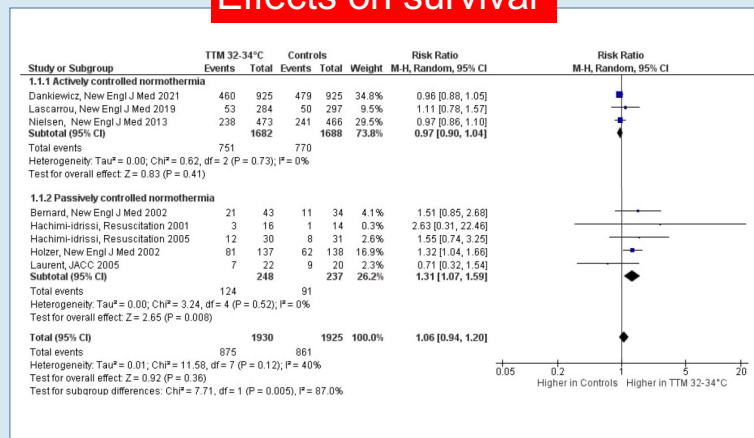 Effects on survival
TTM 32-34°C Controls Risk Ratio Risk Ratio
Study or Subgroup Events Total Events Total Weight M-H, Random, 95% CI M-H, Random, 95% CI
1.1.1 Actively controlled normothermia
Dankiewicz, New Engl J Med 2021 460 925 479 925 0.96 [0.88, 1.05]
Lascarrou, New Engl J Med 2019 53 284 50 297 9.5% 1.11 [0.78, 1.57]
Nielsen, New Engl J Med 2013 238 473 241 466 0.97 [0.86, 1.10]
Subtotal (95% CI) 1682 1688 73.8% 0.97 [0.90, 1.04]
Total events 751 770
Heterogeneity: Tau² = 0.00; Chi² = 0.62, df = 2 (P = 0.73); I² = 0%
Test for overall effect: Z = 0.83 (P = 0.41)
1.1.2 Passively controlled normothermia
Bernard, New Engl J Med 2002 21 43 11 34 4.1% 1.51 [0.85, 2.68]
Hachimi-idrissi, Resuscitation 2001 3 16 1 14 2.63 [0.31, 22.46]
Hachimi-idrissi, Resuscitation 2005 12 30 8 31 1.55 [0.74, 3.25]
Holzer, New Engl J Med 2002 81 137 62 138 16.9% 1.32 [1.04, 1.66]
Laurent, JACC 2005 7 22 9 20 2.3% 0.71 [0.32, 1.54]
Subtotal (95% CI) 248 237 26.2% 1.31 [1.07, 1.59]
Total events 124 91
Heterogeneity: Tau² = 0.00; Chi² = 3.24, df = 4 (P = 0.52); I² = 0%
Test for overall effect: Z = 2.65 (P = 0.008)
Total (95% CI) 1930 1925 100.0% 1.06 [0.94, 1.20]
Total events 875 861
Heterogeneity: Tau² = 0.01; Chi² = 11.58, df = 7 (P = 0.12); I² = 40%
Test for overall effect: Z = 0.92 (P = 0.36)
Test for subgroup differences: Chi² = 7.71, df = 1 (P = 0.005), I² = 87.0%
0.05 0.2 1 5 20
Higher in Controls Higher in TTM 32-34°C